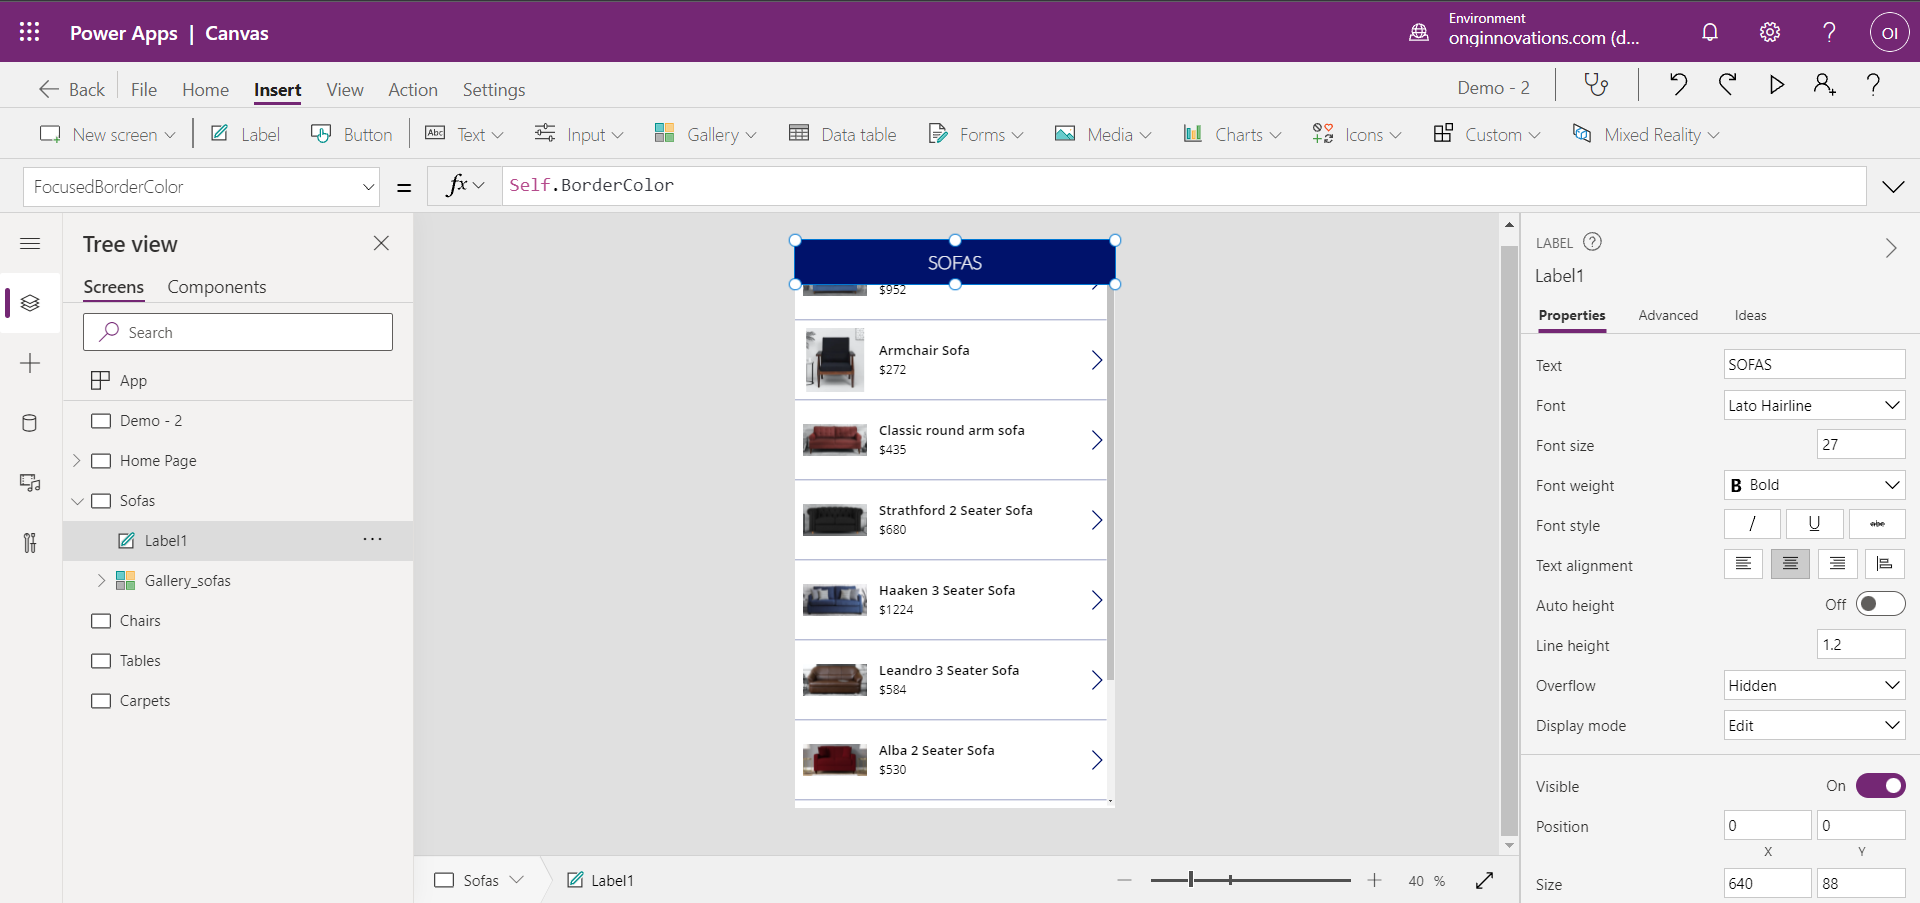 Power Apps | Canvas
Environment
onginnovations.com (d...
OI
Back File Home Insert View Action Settings
Demo - 2
New screen Label Button Abc Text Input Gallery Data table Forms Media Charts Icons Custom Mixed Reality
FocusedBorderColor = fx Self.BorderColor
Tree view
Screens Components
Search
App
Demo - 2
Home Page
Sofas
Label1 ...
Gallery_sofas
Chairs
Tables
Carpets
SOFAS
$952
Armchair Sofa
$272
Classic round arm sofa
$435
Strathford 2 Seater Sofa
$680
Haaken 3 Seater Sofa
$1224
Leandro 3 Seater Sofa
$584
Alba 2 Seater Sofa
$530
Sofas Label1
40 %
LABEL ?
Label1
Properties Advanced Ideas
Text SOFAS
Font Lato Hairline
Font size 27
Font weight B Bold
Font style / U abc
Text alignment
Auto height Off
Line height 1.2
Overflow Hidden
Display mode Edit
Visible On
Position 0 0
X Y
Size 640 88